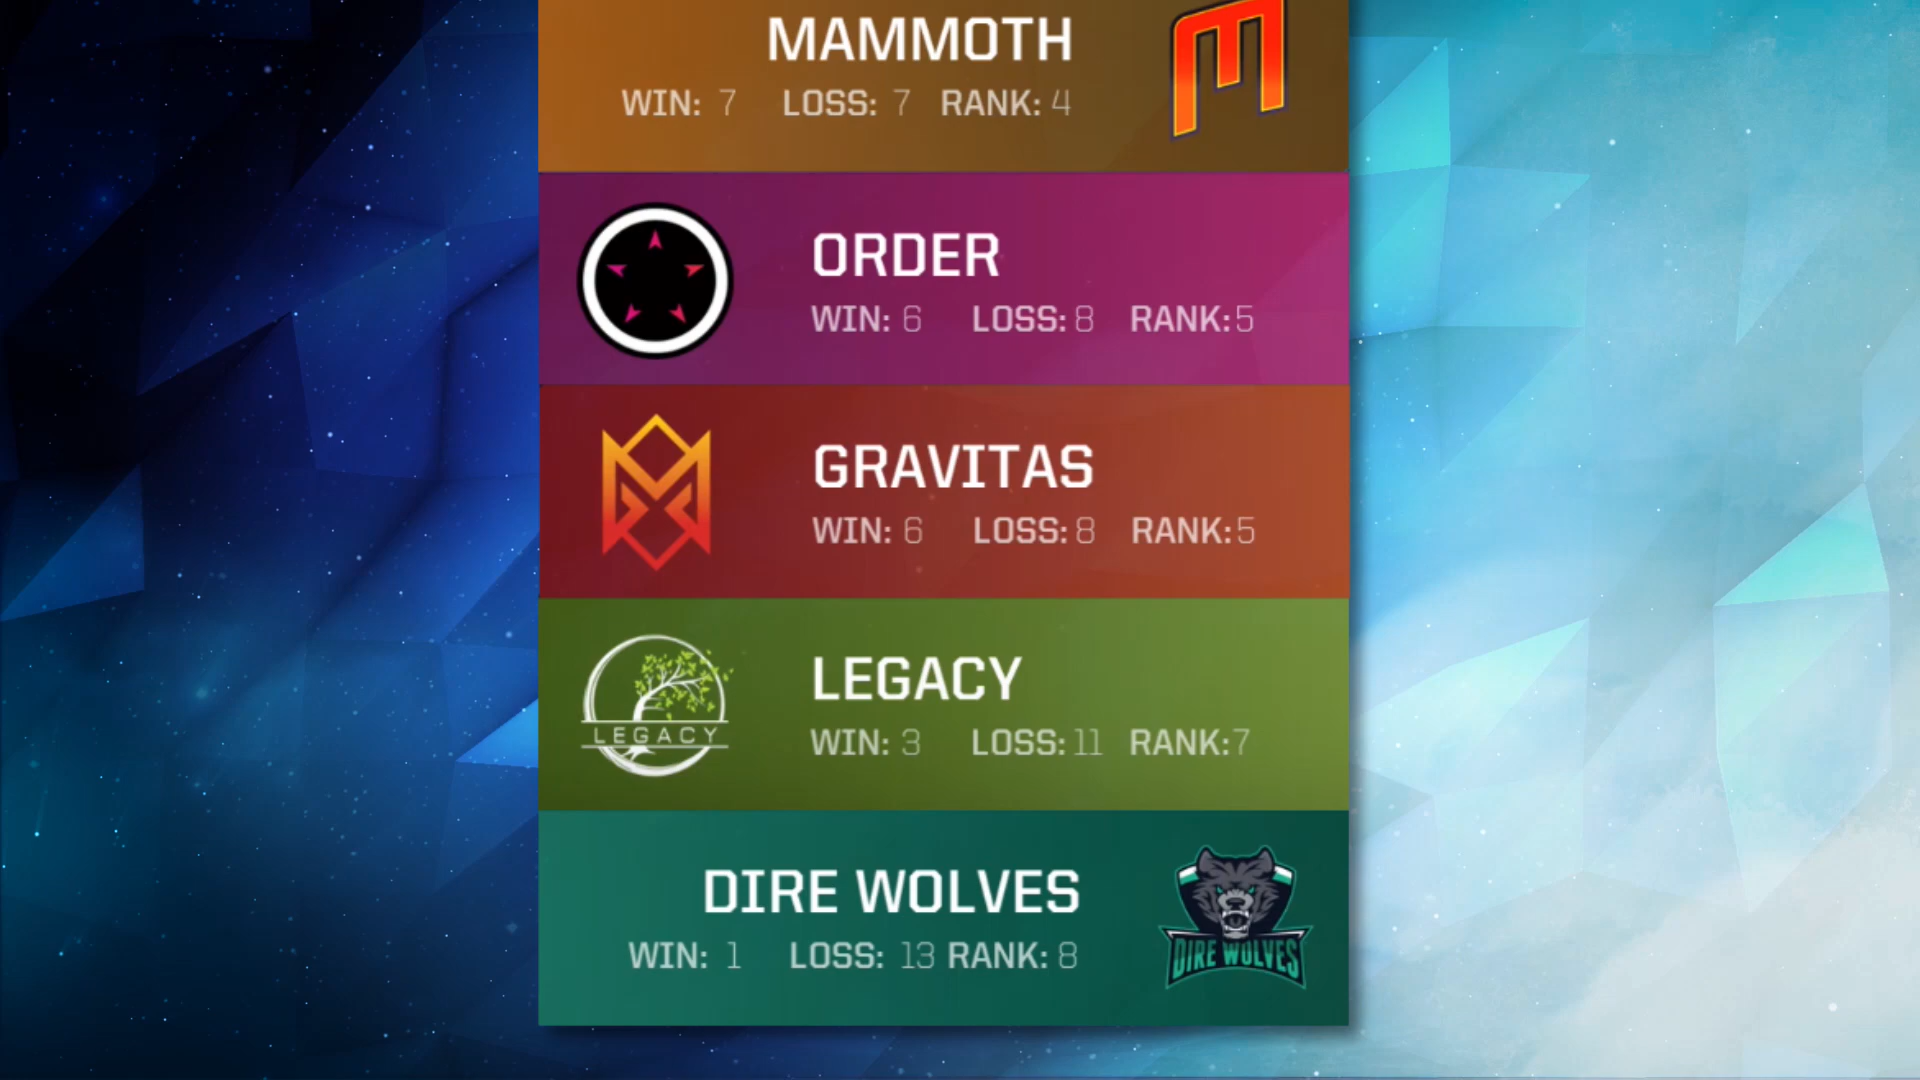 MAMMOTH
WIN: 7 LOSS: 7 RANK: 4
ORDER
WIN: 6 LOSS: 8 RANK: 5
GRAVITAS
WIN: 6 LOSS: 8 RANK: 5
LEGACY
LEGACY
WIN: 3 LOSS: 11 RANK: 7
DIRE WOLVES
WIN: 1 LOSS: 13 RANK: 8
DIRE WOLVES